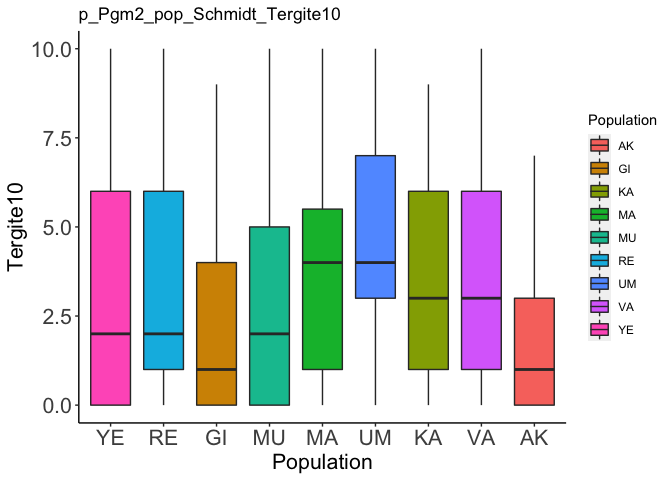 p_Pgm2_pop_Schmidt_Tergite10
Tergite10
10.0
7.5
5.0
2.5
0.0
YE RE GI MU MA UM KA VA AK
Population
Population
AK
GI
KA
MA
MU
RE
UM
VA
YE